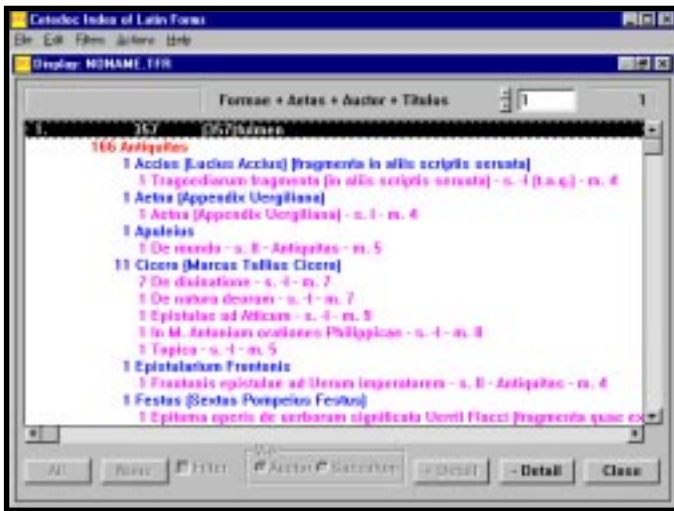 Cetedoc Index of Latin Forms
File Edit Filters Actions Help
Display: NONAME.TFR
Formae + Aetas + Auctor + Titulus 1 1
1. 357 (357)fulmen
166 Antiquitas
1 Accius (Lucius Accius) (fragmenta in aliis scriptis seruata)
1 Tragoediarum fragmenta (in aliis scriptis seruata) - s. -I (t.a.q.) - m. 4
1 Aetna (Appendix Uergiliana)
1 Aetna (Appendix Uergiliana) - s. I - m. 4
1 Apuleius
1 De mundo - s. II - Antiquitas - m. 5
11 Cicero (Marcus Tullius Cicero)
7 De diuinatione - s. -I - m. 7
1 De natura deorum - s. -I - m. 7
1 Epistulae ad Atticum - s. -I - m. 9
1 In M. Antonium orationes Philippicae - s. -I - m. 8
1 Topica - s. -I - m. 5
1 Epistularium Frontonis
1 Frontonis epistulae ad Uerum imperatorem - s. II - Antiquitas - m. 4
1 Festus (Sextus Pompeius Festus)
1 Epitoma operis de uerborum significatu Uerrii Flacci (fragmenta quae ex
All None Filter Auctor + Detail - Detail Close